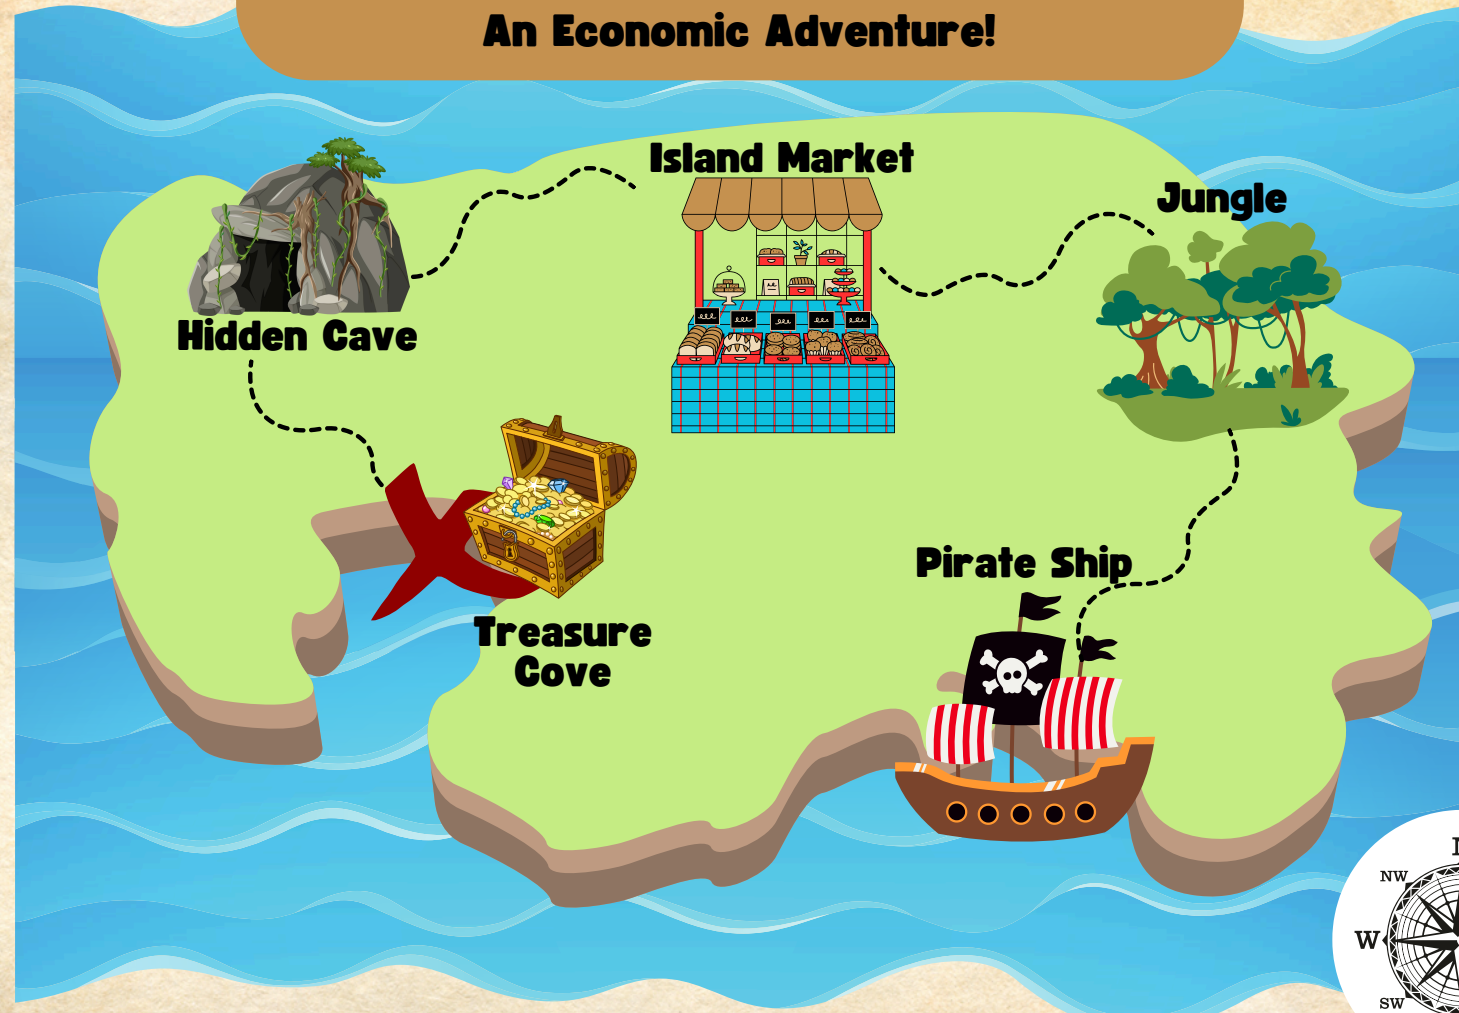 An Economic Adventure!
Island Market
Jungle
Hidden Cave
Pirate Ship
Treasure
Cove
NW
W
SW